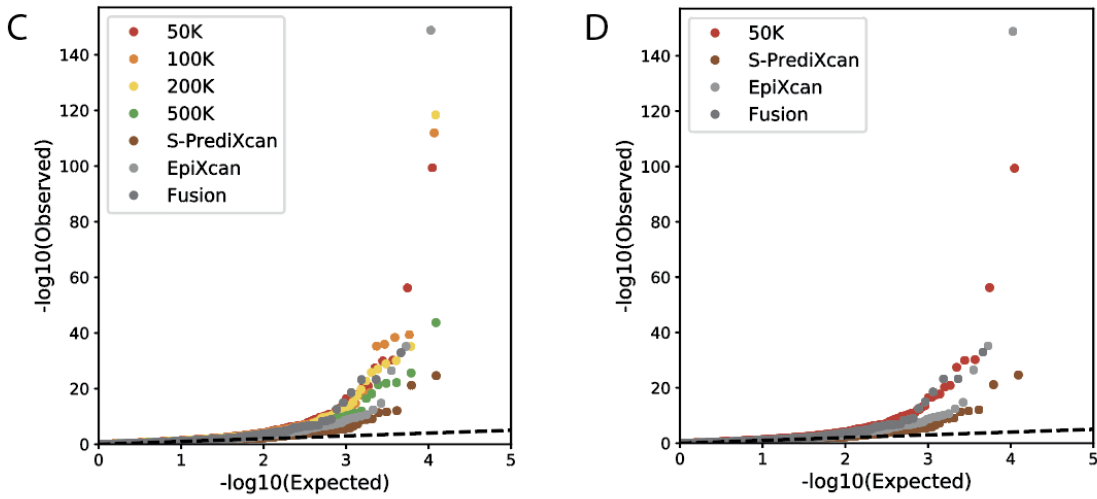 C
-log10(Observed)
140
120
100
80
60
40
20
0
50K
100K
200K
500K
S-PrediXcan
EpiXcan
Fusion
0 1 2 3 4 5
-log10(Expected)
D
-log10(Observed)
140
120
100
80
60
40
20
0
50K
S-PrediXcan
EpiXcan
Fusion
0 1 2 3 4 5
-log10(Expected)